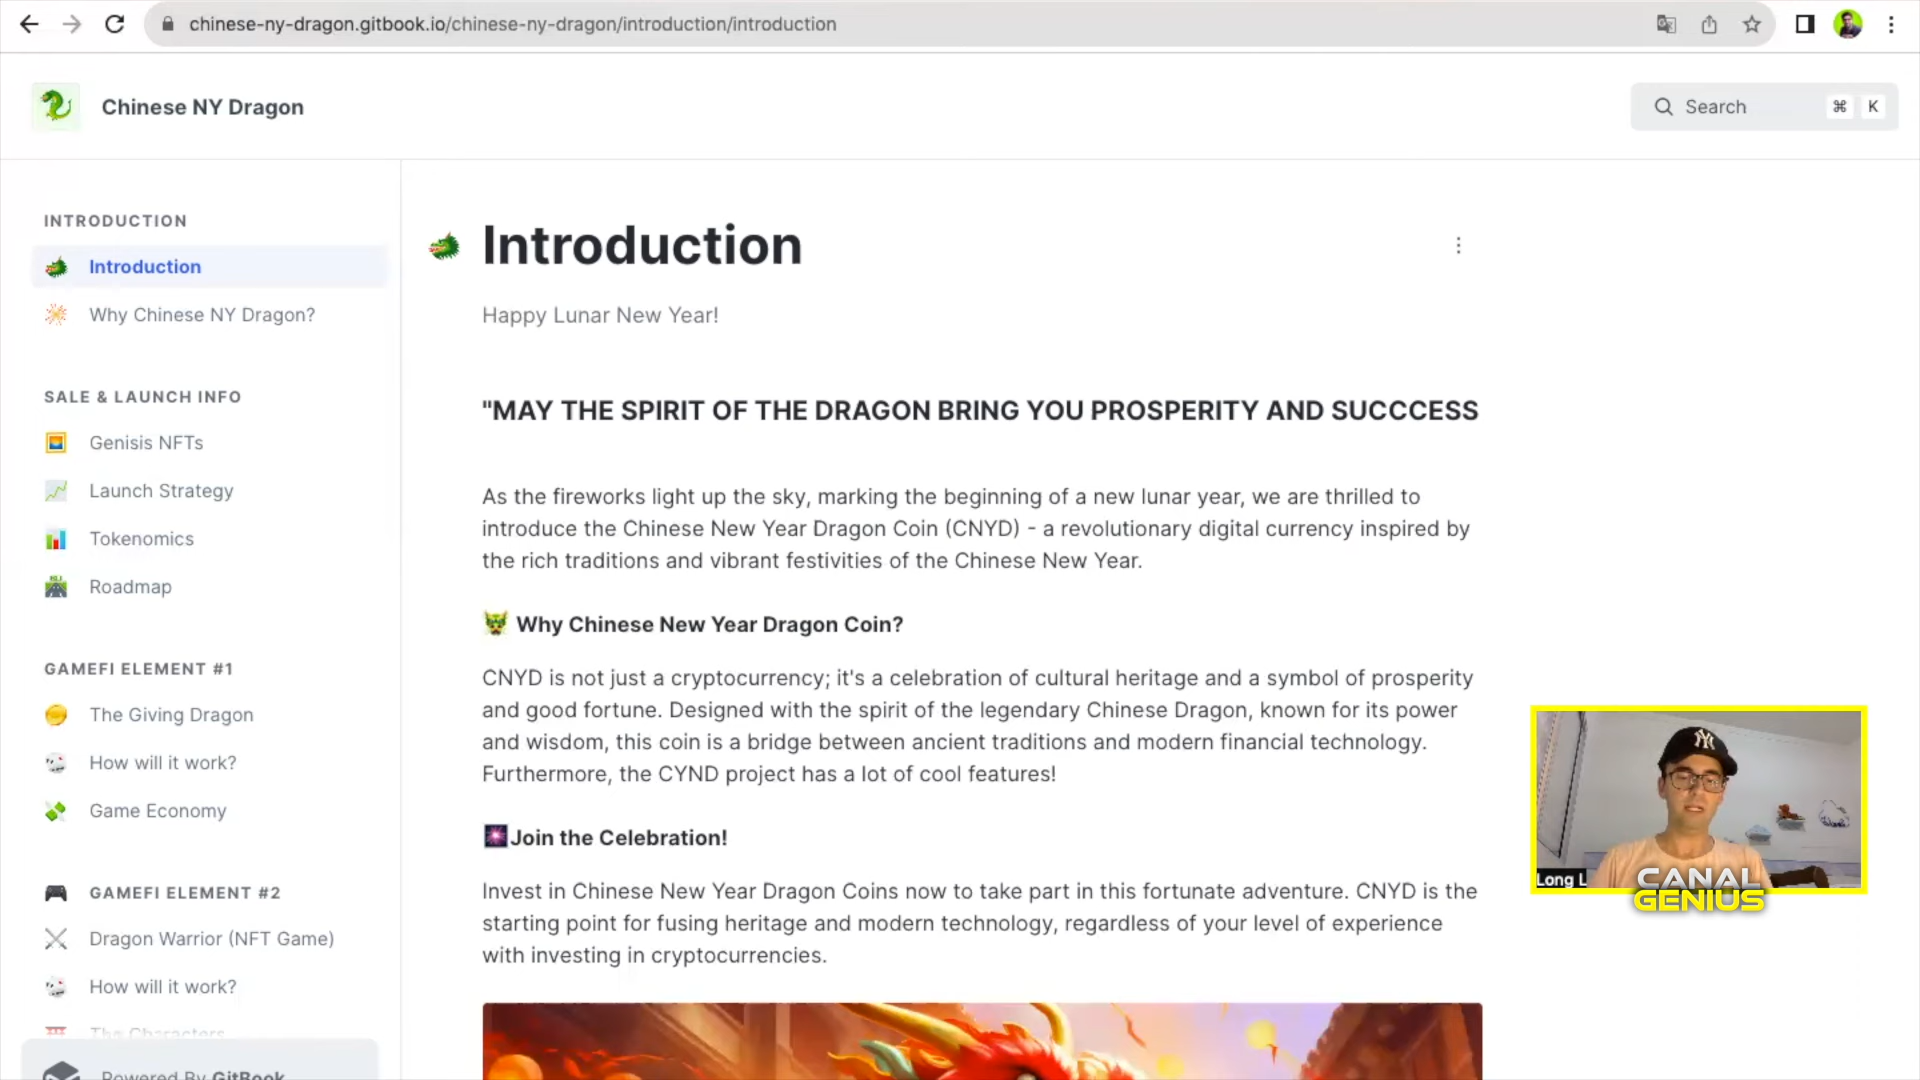 chinese-ny-dragon.gitbook.io/chinese-ny-dragon/introduction/introduction
Chinese NY Dragon
Search
⌘ K
INTRODUCTION
Introduction
Why Chinese NY Dragon?
SALE & LAUNCH INFO
Genisis NFTs
Launch Strategy
Tokenomics
Roadmap
GAMEFI ELEMENT #1
The Giving Dragon
How will it work?
Game Economy
GAMEFI ELEMENT #2
Dragon Warrior (NFT Game)
How will it work?
The Characters
Powered By GitBook
Introduction
Happy Lunar New Year!
"MAY THE SPIRIT OF THE DRAGON BRING YOU PROSPERITY AND SUCCCESS
As the fireworks light up the sky, marking the beginning of a new lunar year, we are thrilled to
introduce the Chinese New Year Dragon Coin (CNYD) - a revolutionary digital currency inspired by
the rich traditions and vibrant festivities of the Chinese New Year.
Why Chinese New Year Dragon Coin?
CNYD is not just a cryptocurrency; it's a celebration of cultural heritage and a symbol of prosperity
and good fortune. Designed with the spirit of the legendary Chinese Dragon, known for its power
and wisdom, this coin is a bridge between ancient traditions and modern financial technology.
Furthermore, the CYND project has a lot of cool features!
Join the Celebration!
Invest in Chinese New Year Dragon Coins now to take part in this fortunate adventure. CNYD is the
starting point for fusing heritage and modern technology, regardless of your level of experience
with investing in cryptocurrencies.
NY
Long L
CANAL
GENIUS